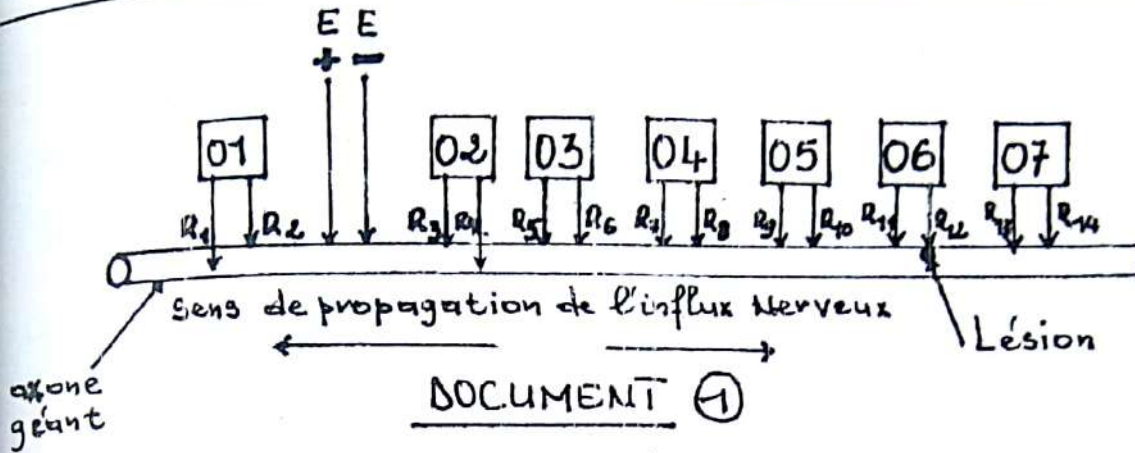 E E
+ −
01 02 03 04 05 06 07
R1 R2 R3 R4 R5 R6 R7 R8 R9 R10 R11 R12 R13 R14
Sens de propagation de l'influx Nerveux
Lésion
axone
géant
DOCUMENT 1